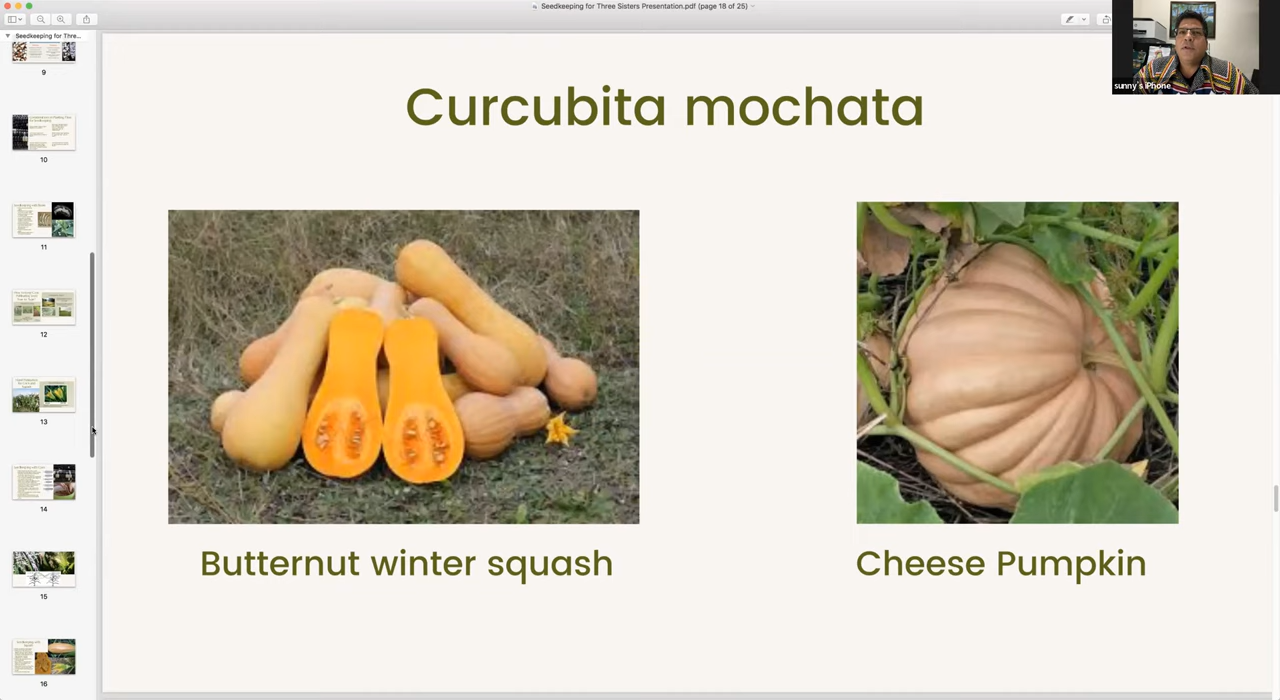 Seedkeeping for Three Sisters Presentation.pdf (page 18 of 25)
Seedkeeping for Thre...
sunny's iPhone
Curcubita mochata
Butternut winter squash
Cheese Pumpkin
9
10
11
12
13
14
15
16